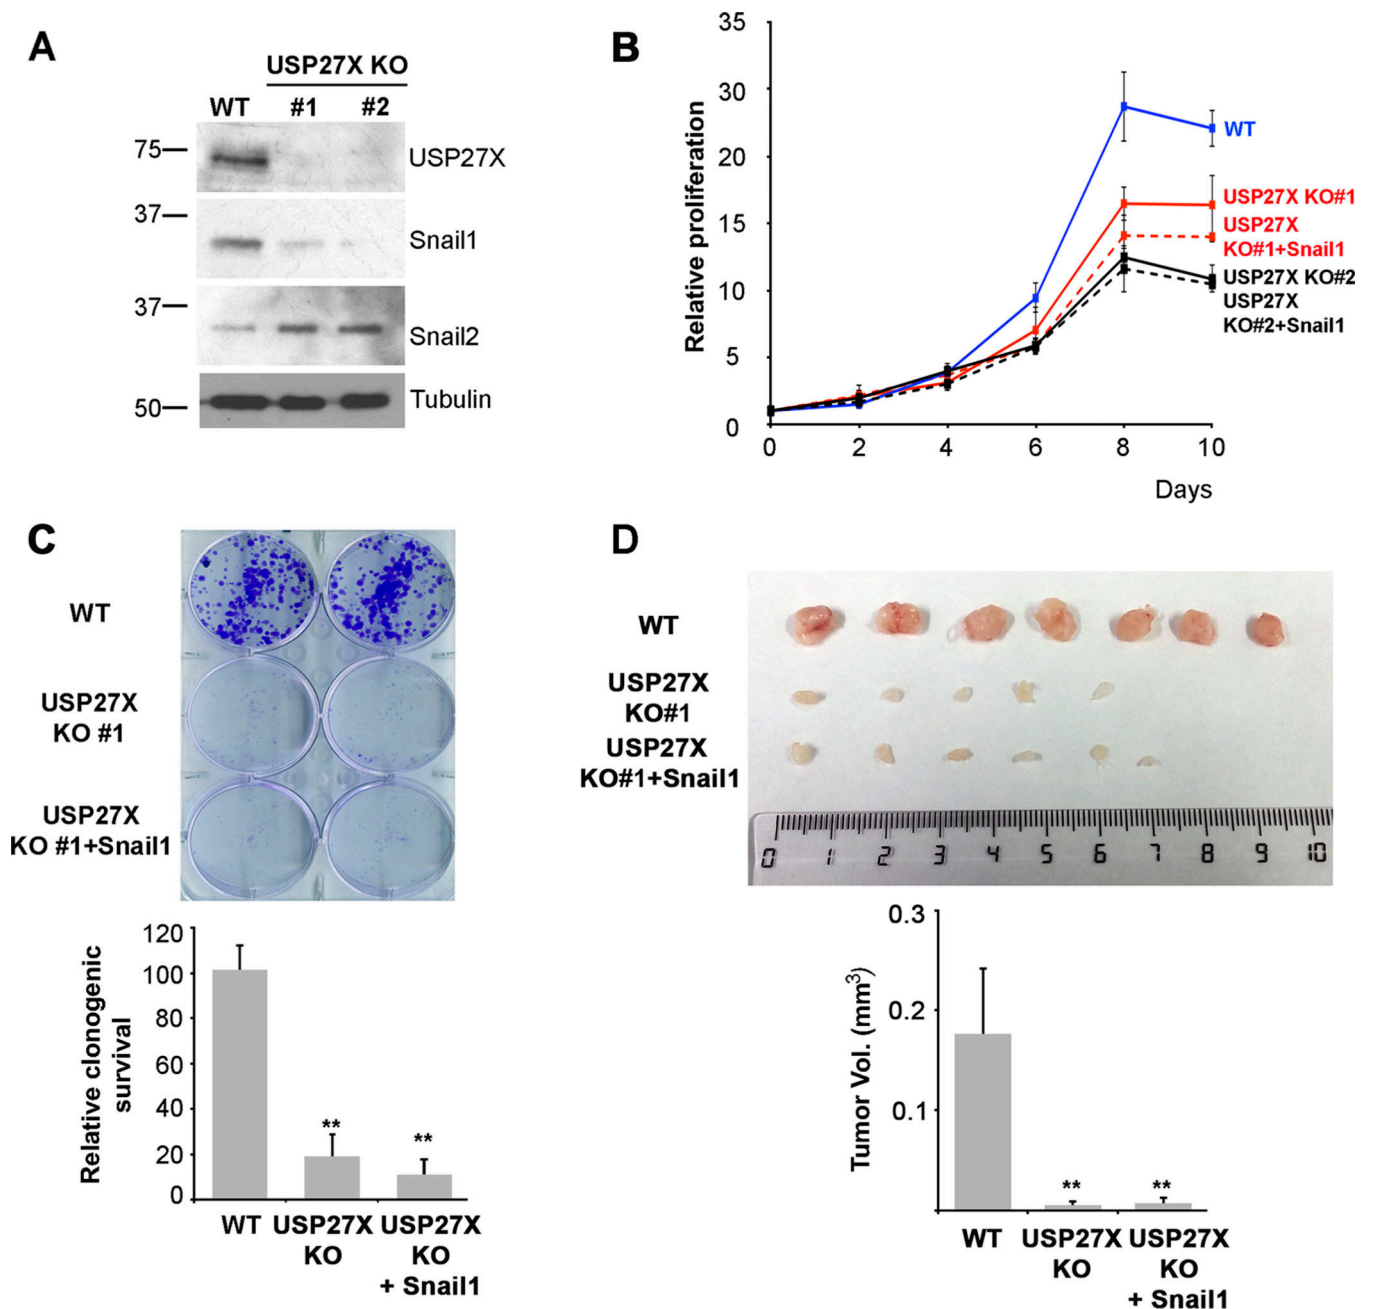 A
USP27X KO
WT #1 #2
75
USP27X
37
Snail1
37
Snail2
50
Tubulin
B
35
30
20
15
10
5
0
Relative proliferation
WT
USP27X KO#1
USP27X
KO#1+Snail1
USP27X KO#2
USP27X
KO#2+Snail1
0 2 4 6 8 10
Days
C
WT
USP27X
KO #1
USP27X
KO #1+Snail1
120
100
80
60
40
20
0
Relative clonogenic
survival
** **
WT USP27X USP27X
KO KO
+ Snail1
D
WT
USP27X
KO#1
USP27X
KO#1+Snail1
0 1 2 3 4 5 6 7 8 9 10
0.3
0.2
0.1
Tumor Vol. (mm3)
** **
WT USP27X USP27X
KO KO
+ Snail1